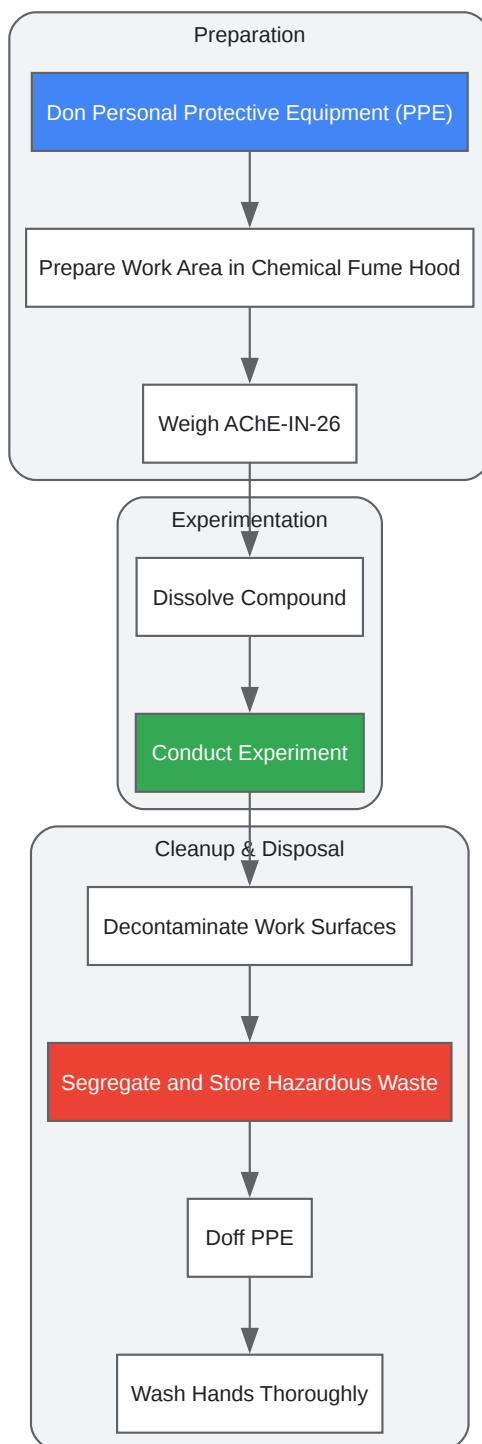 Preparation
Don Personal Protective Equipment (PPE)
Prepare Work Area in Chemical Fume Hood
Weigh AChE-IN-26
Experimentation
Dissolve Compound
Conduct Experiment
Cleanup & Disposal
Decontaminate Work Surfaces
Segregate and Store Hazardous Waste
Doff PPE
Wash Hands Thoroughly